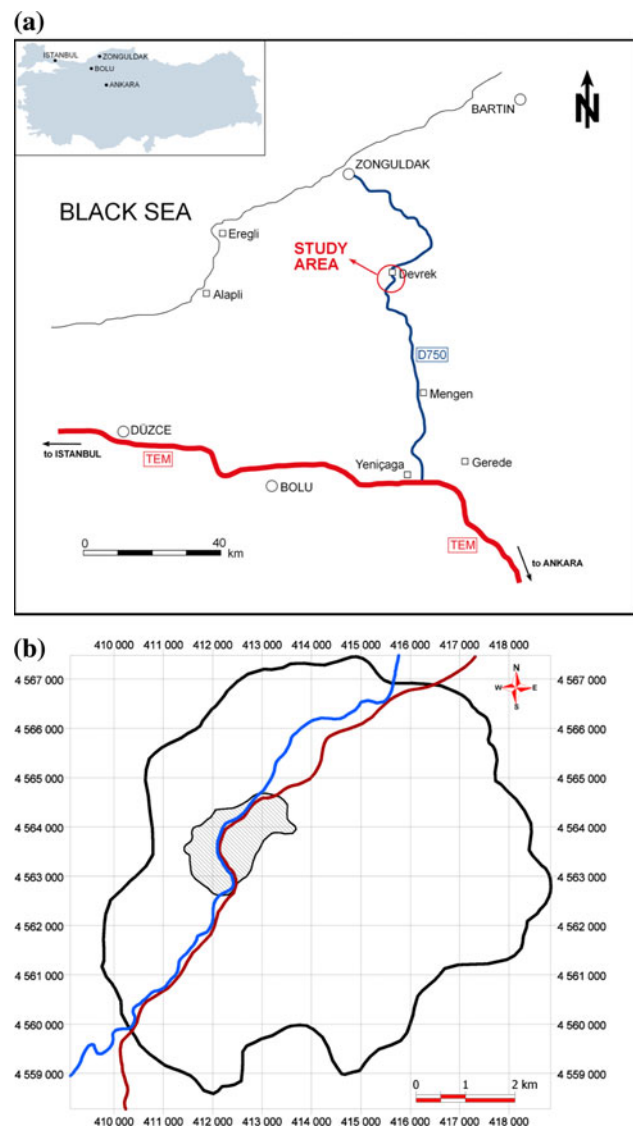 (a)
ISTANBUL
ZONGULDAK
BOLU
ANKARA
N
BARTIN
ZONGULDAK
BLACK SEA
Eregli
STUDY
AREA
Devrek
Alapli
D750
Mengen
DÜZCE
to ISTANBUL
TEM
Yeniçaga
Gerede
BOLU
0 40
km
TEM
to ANKARA
(b)
410 000 411 000 412 000 413 000 414 000 415 000 416 000 417 000 418 000
4 567 000 4 567 000
N
W E
S
4 566 000 4 566 000
4 565 000 4 565 000
4 564 000 4 564 000
4 563 000 4 563 000
4 562 000 4 562 000
4 561 000 4 561 000
4 560 000 4 560 000
4 559 000 4 559 000
0 1 2 km
410 000 411 000 412 000 413 000 414 000 415 000 416 000 417 000 418 000